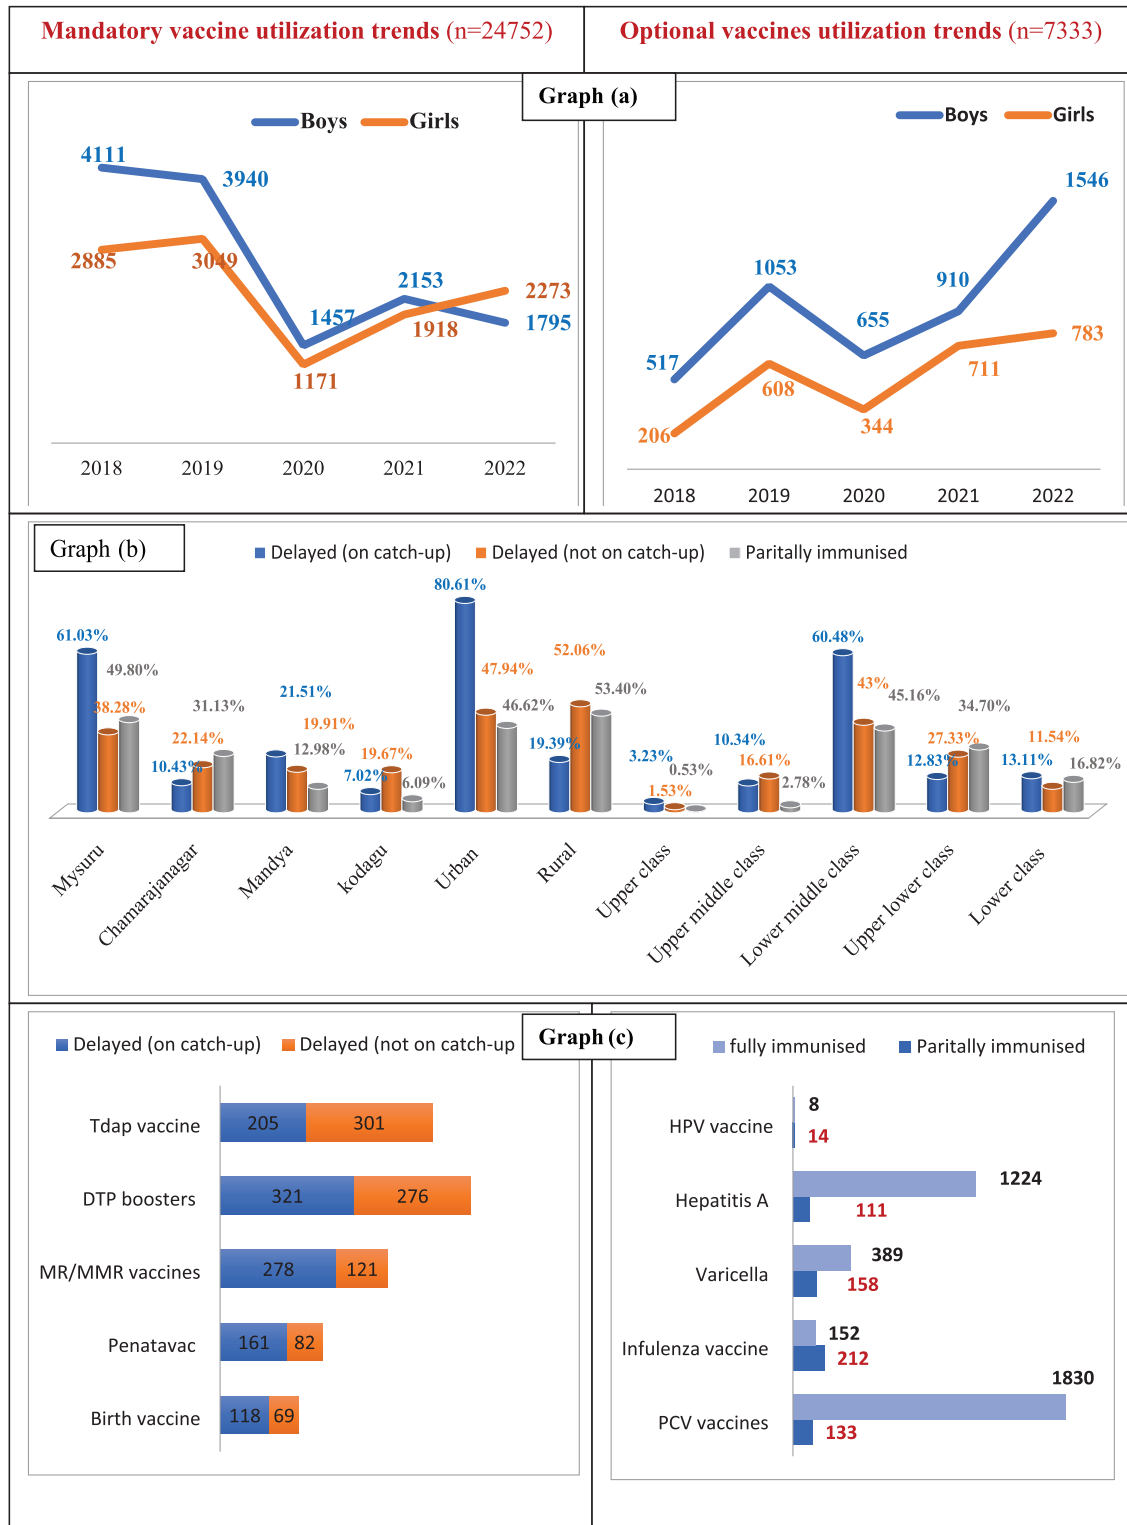 Mandatory vaccine utilization trends (n=24752)
Optional vaccines utilization trends (n=7333)
Graph (a)
Boys Girls
4111
3940
2885
3049
1457
1171
2153
1918
2273
1795
2018 2019 2020 2021 2022
Boys Girls
1546
1053
910
655
517
783
711
608
344
206
2018 2019 2020 2021 2022
Graph (b)
Delayed (on catch-up) Delayed (not on catch-up) Paritally immunised
61.03% 38.28% 49.80%
10.43% 22.14% 31.13%
21.51% 19.91% 12.98%
7.02% 19.67% 6.09%
80.61% 47.94% 46.62%
19.39% 52.06% 53.40%
3.23% 1.53% 0.53%
10.34% 16.61% 2.78%
60.48% 43% 45.16%
12.83% 27.33% 34.70%
13.11% 11.54% 16.82%
Mysuru
Chamarajanagar
Mandya
kodagu
Urban
Rural
Upper class
Upper middle class
Lower middle class
Upper lower class
Lower class
Graph (c)
Delayed (on catch-up) Delayed (not on catch-up
Tdap vaccine 205 301
DTP boosters 321 276
MR/MMR vaccines 278 121
Penatavac 161 82
Birth vaccine 118 69
fully immunised Paritally immunised
HPV vaccine 8 14
Hepatitis A 1224 111
Varicella 389 158
Infulenza vaccine 152 212
PCV vaccines 1830 133